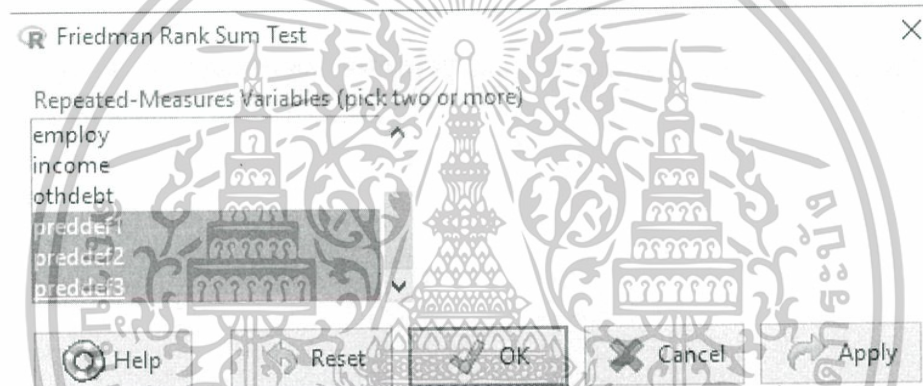 Friedman Rank Sum Test
Repeated-Measures Variables (pick two or more)
employ
income
othdebt
preddef1
preddef2
preddef3
Help Reset OK Cancel Apply